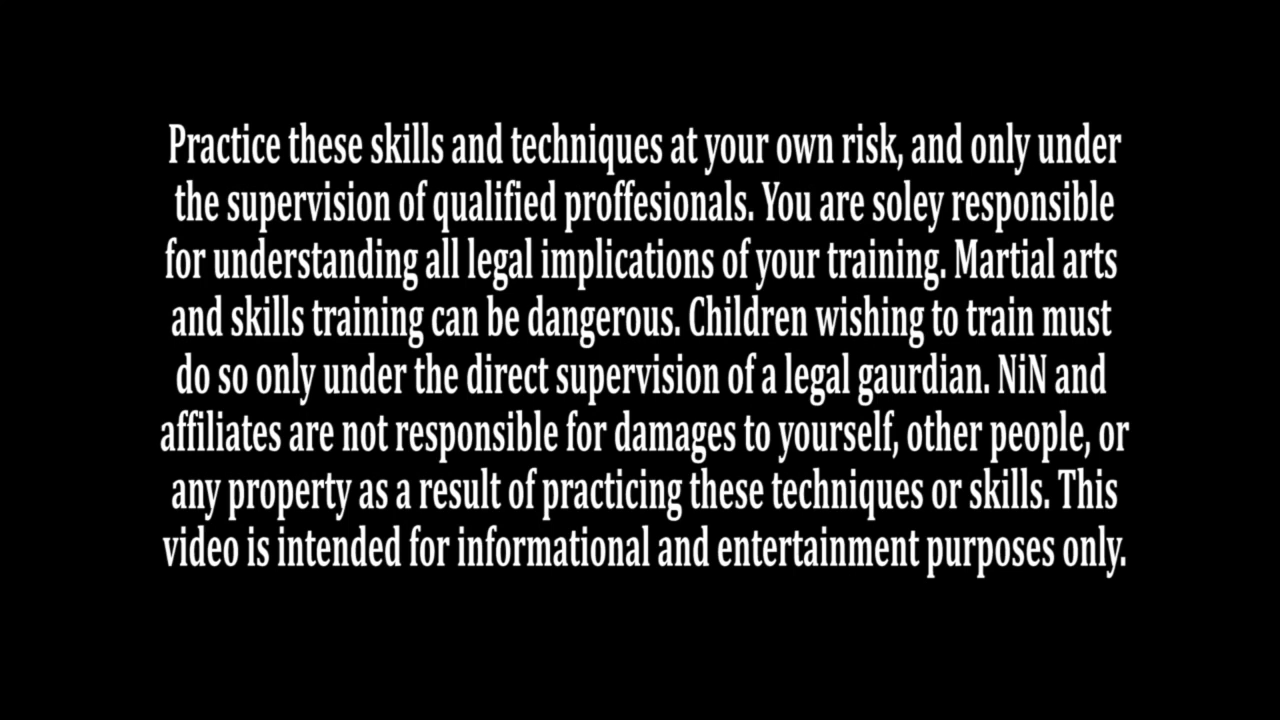 Practice these skills and techniques at your own risk, and only under
the supervision of qualified proffesionals. You are soley responsible
for understanding all legal implications of your training. Martial arts
and skills training can be dangerous. Children wishing to train must
do so only under the direct supervision of a legal gaurdian. NiN and
affiliates are not responsible for damages to yourself, other people, or
any property as a result of practicing these techniques or skills. This
video is intended for informational and entertainment purposes only.